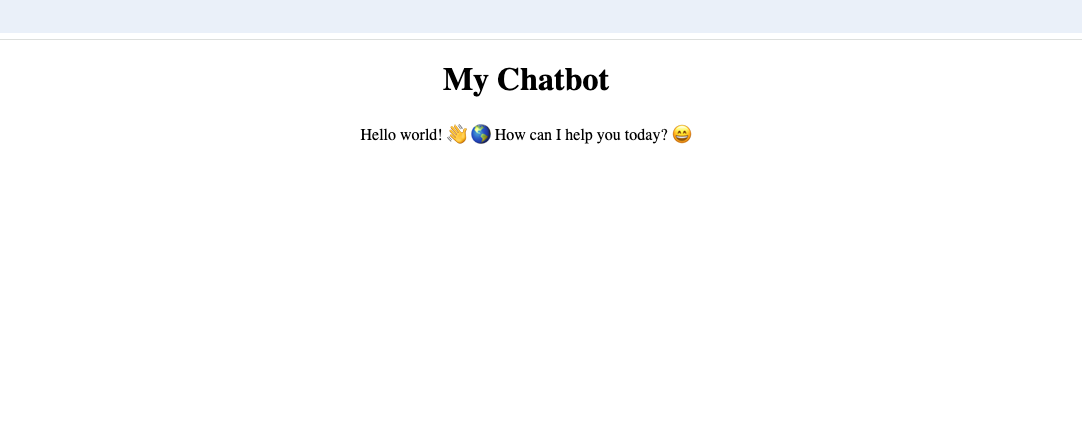 My Chatbot
Hello world! 👋 🌎 How can I help you today? 😄